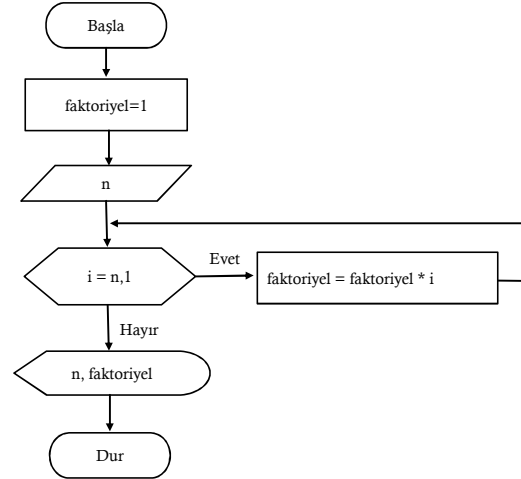 Başla
faktoriyel=1
n
i = n,1
Evet
faktoriyel = faktoriyel * i
Hayır
n, faktoriyel
Dur